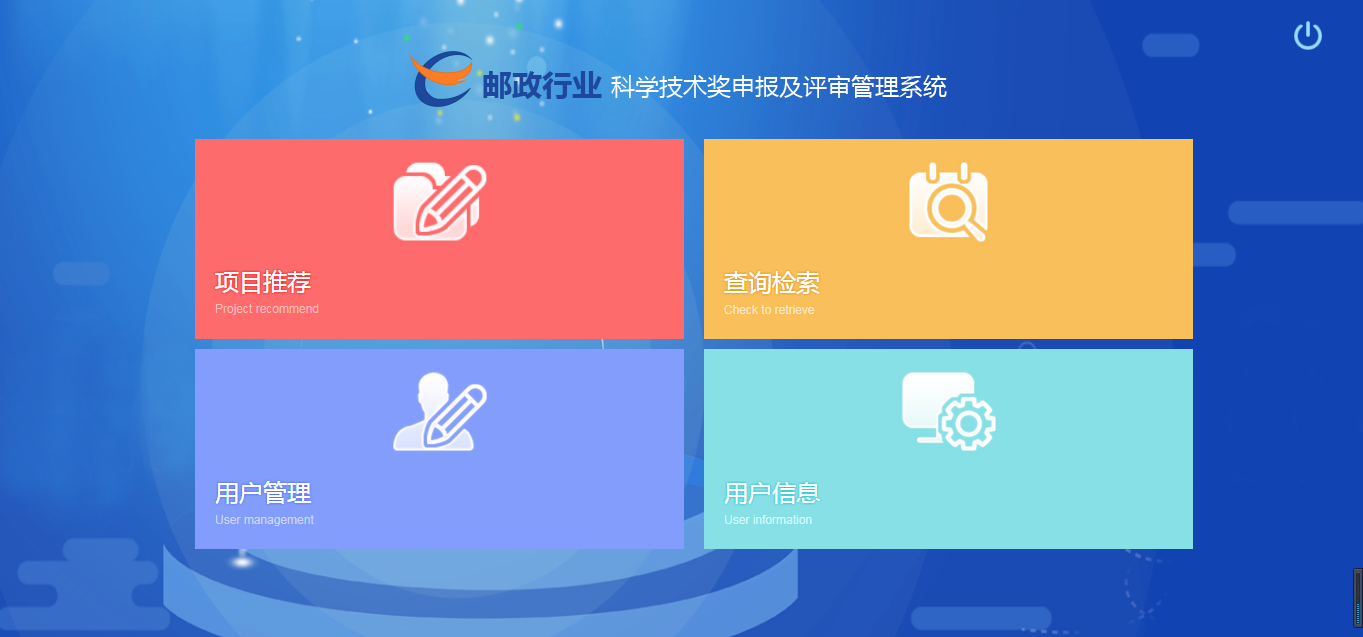 邮政行业 科学技术奖申报及评审管理系统
项目推荐
Project recommend
查询检索
Check to retrieve
用户管理
User management
用户信息
User information